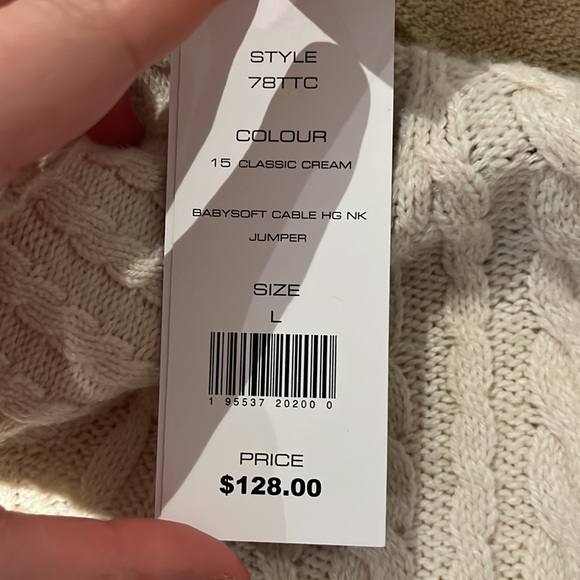 STYLE
78TTC
COLOUR
15 CLASSIC CREAM
BABYSOFT CABLE HG NK
JUMPER
SIZE
L
1 95537 20200 0
PRICE
$128.00